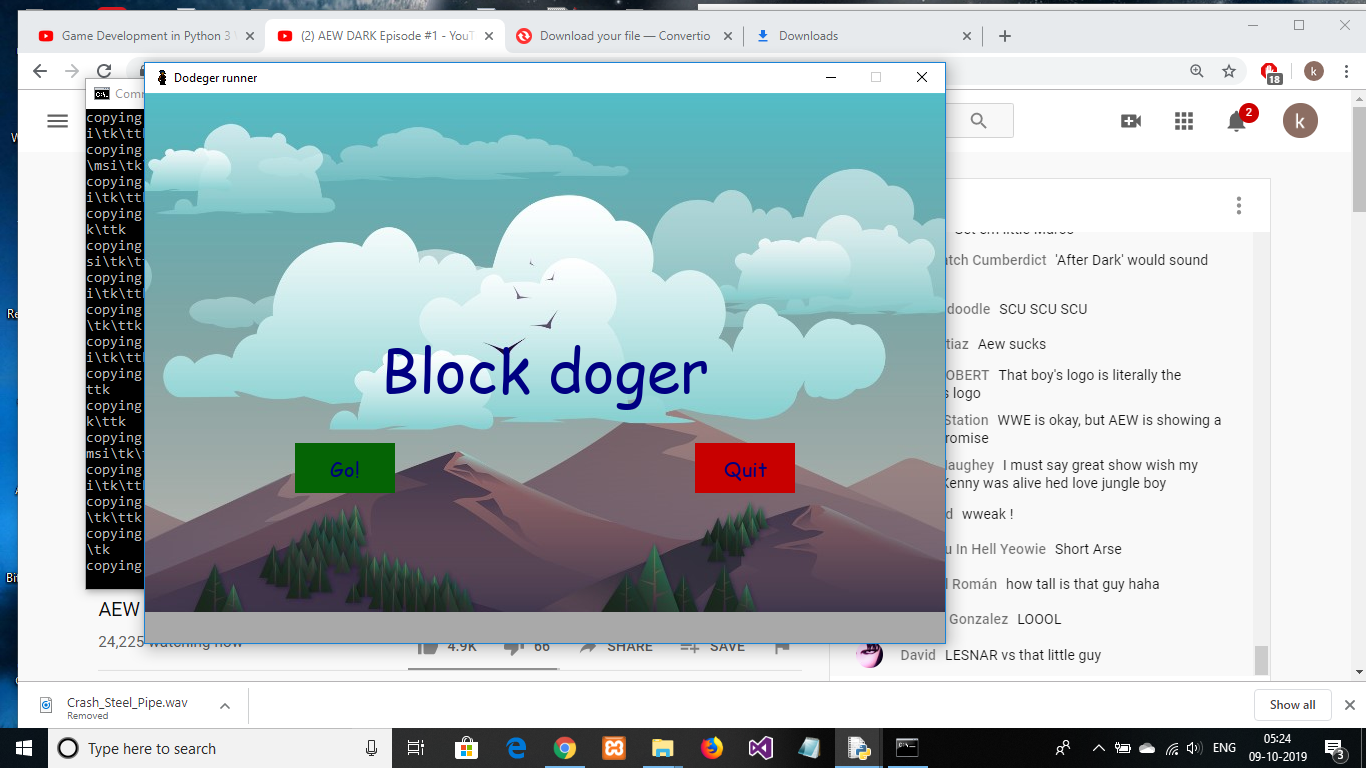 Game Development in Python 3
(2) AEW DARK Episode #1 - YouT
Download your file — Convertio
Downloads
18
k
Dodeger runner
Com
copying
i\tk\ttk
copying
\msi\tk
copying
i\tk\ttk
copying
k\ttk
copying
si\tk\tt
copying
i\tk\ttk
copying
\tk\ttk
copying
i\tk\ttk
copying
ttk
copying
k\ttk
copying
msi\tk\t
copying
i\tk\ttk
copying
\tk\ttk
copying
\tk
copying
2
k
Block doger
Go!
Quit
atch Cumberdict 'After Dark' would sound
doodle SCU SCU SCU
tiaz Aew sucks
OBERT That boy's logo is literally the
s logo
Station WWE is okay, but AEW is showing a
romise
laughey I must say great show wish my
Kenny was alive hed love jungle boy
d wweak !
u In Hell Yeowie Short Arse
l Román how tall is that guy haha
Gonzalez LOOOL
David LESNAR vs that little guy
AEW
24,225 watching now
4.9K
66
SHARE
SAVE
Crash_Steel_Pipe.wav
Removed
Show all
Type here to search
ENG
05:24
09-10-2019
3